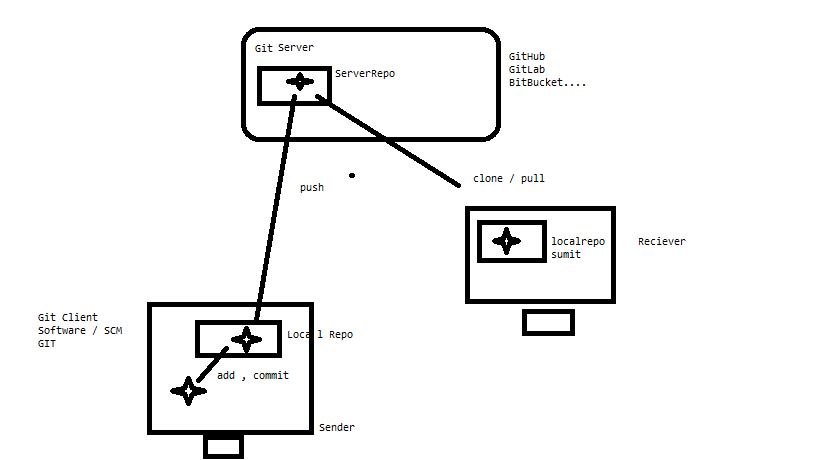 Git Server
ServerRepo
GitHub
GitLab
BitBucket....
push
clone / pull
localrepo
sumit
Reciever
Git Client
Software / SCM
GIT
Local Repo
add , commit
Sender